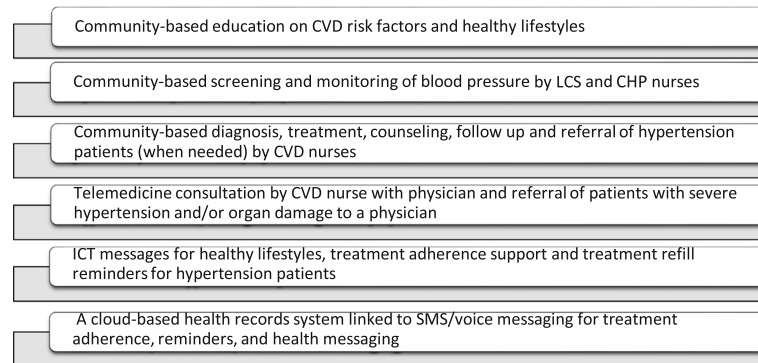 Community-based education on CVD risk factors and healthy lifestyles
Community-based screening and monitoring of blood pressure by LCS and CHP nurses
Community-based diagnosis, treatment, counseling, follow up and referral of hypertension
patients (when needed) by CVD nurses
Telemedicine consultation by CVD nurse with physician and referral of patients with severe
hypertension and/or organ damage to a physician
ICT messages for healthy lifestyles, treatment adherence support and treatment refill
reminders for hypertension patients
A cloud-based health records system linked to SMS/voice messaging for treatment
adherence, reminders, and health messaging